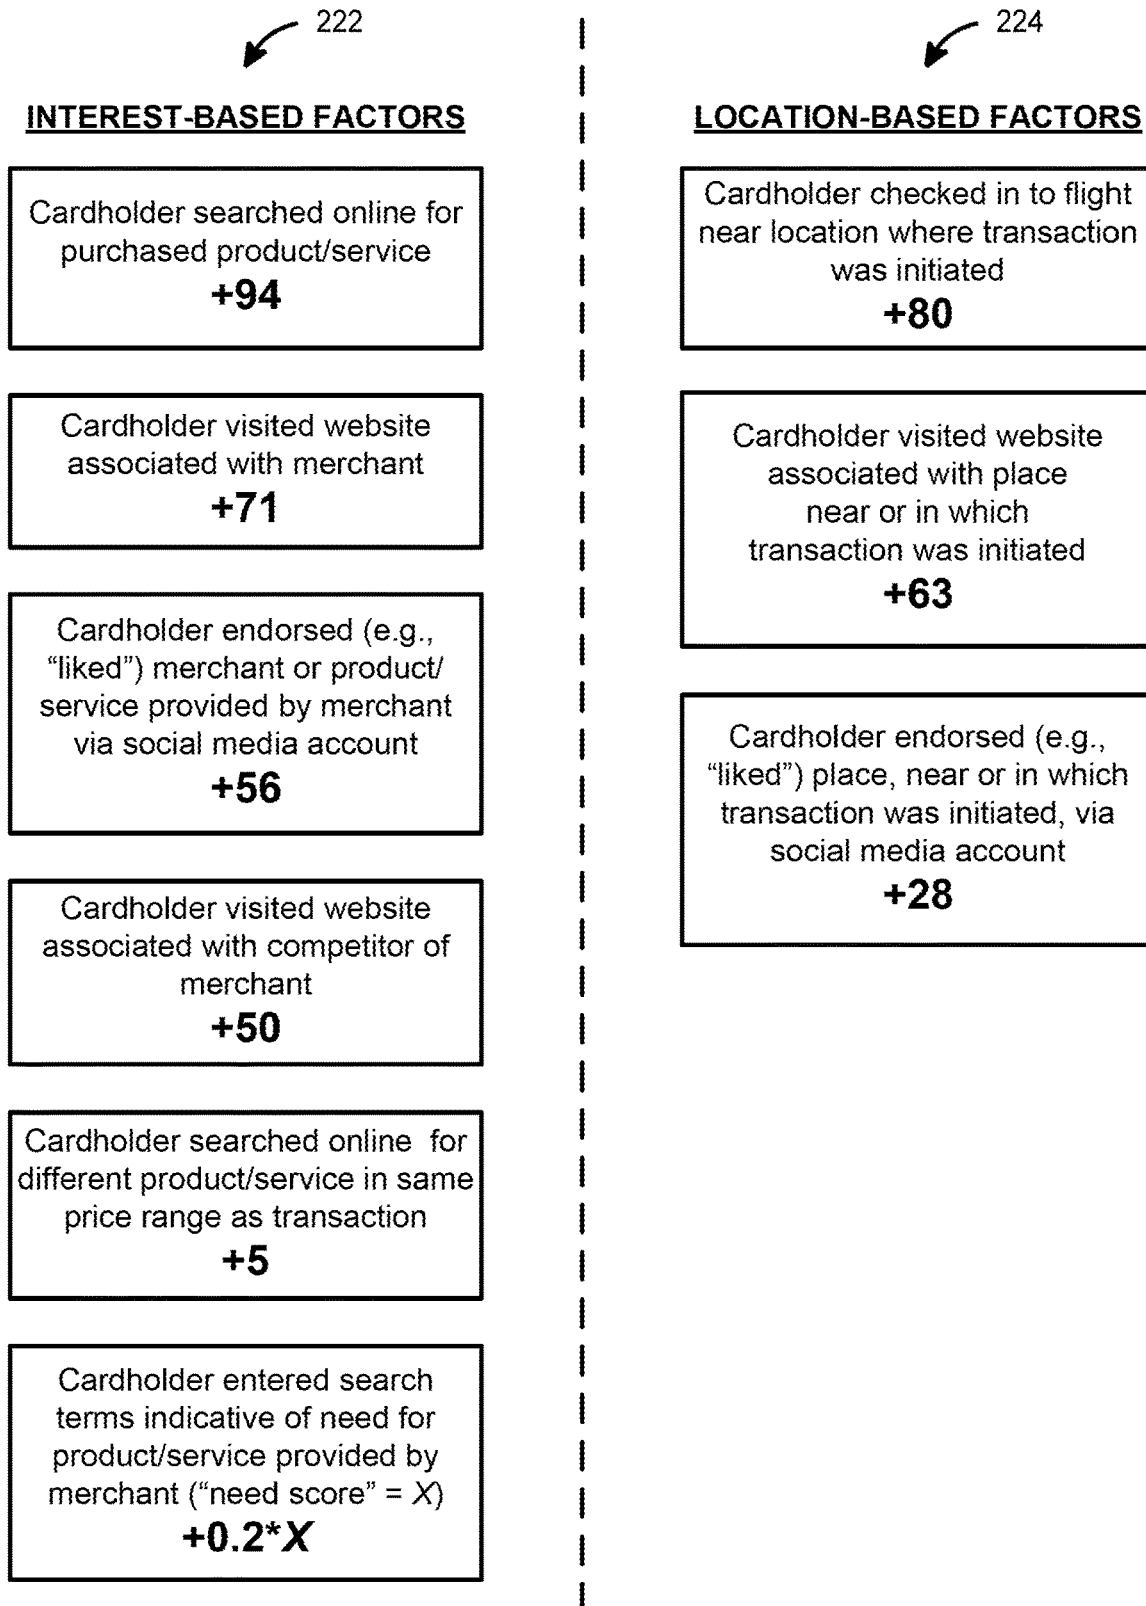 222
INTEREST-BASED FACTORS
Cardholder searched online for
purchased product/service
+94
Cardholder visited website
associated with merchant
+71
Cardholder endorsed (e.g.,
“liked”) merchant or product/
service provided by merchant
via social media account
+56
Cardholder visited website
associated with competitor of
merchant
+50
Cardholder searched online for
different product/service in same
price range as transaction
+5
Cardholder entered search
terms indicative of need for
product/service provided by
merchant (“need score” = X)
+0.2*X
224
LOCATION-BASED FACTORS
Cardholder checked in to flight
near location where transaction
was initiated
+80
Cardholder visited website
associated with place
near or in which
transaction was initiated
+63
Cardholder endorsed (e.g.,
“liked”) place, near or in which
transaction was initiated, via
social media account
+28